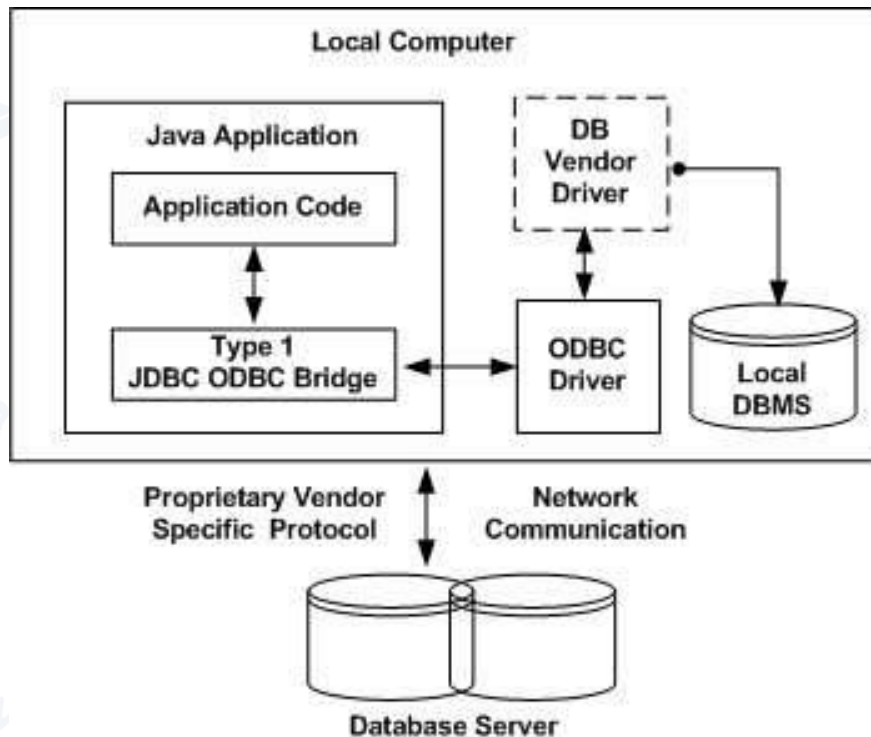 Local Computer
Java Application
Application Code
Type 1
JDBC ODBC Bridge
DB
Vendor
Driver
ODBC
Driver
Local
DBMS
Proprietary Vendor
Specific Protocol
Network
Communication
Database Server